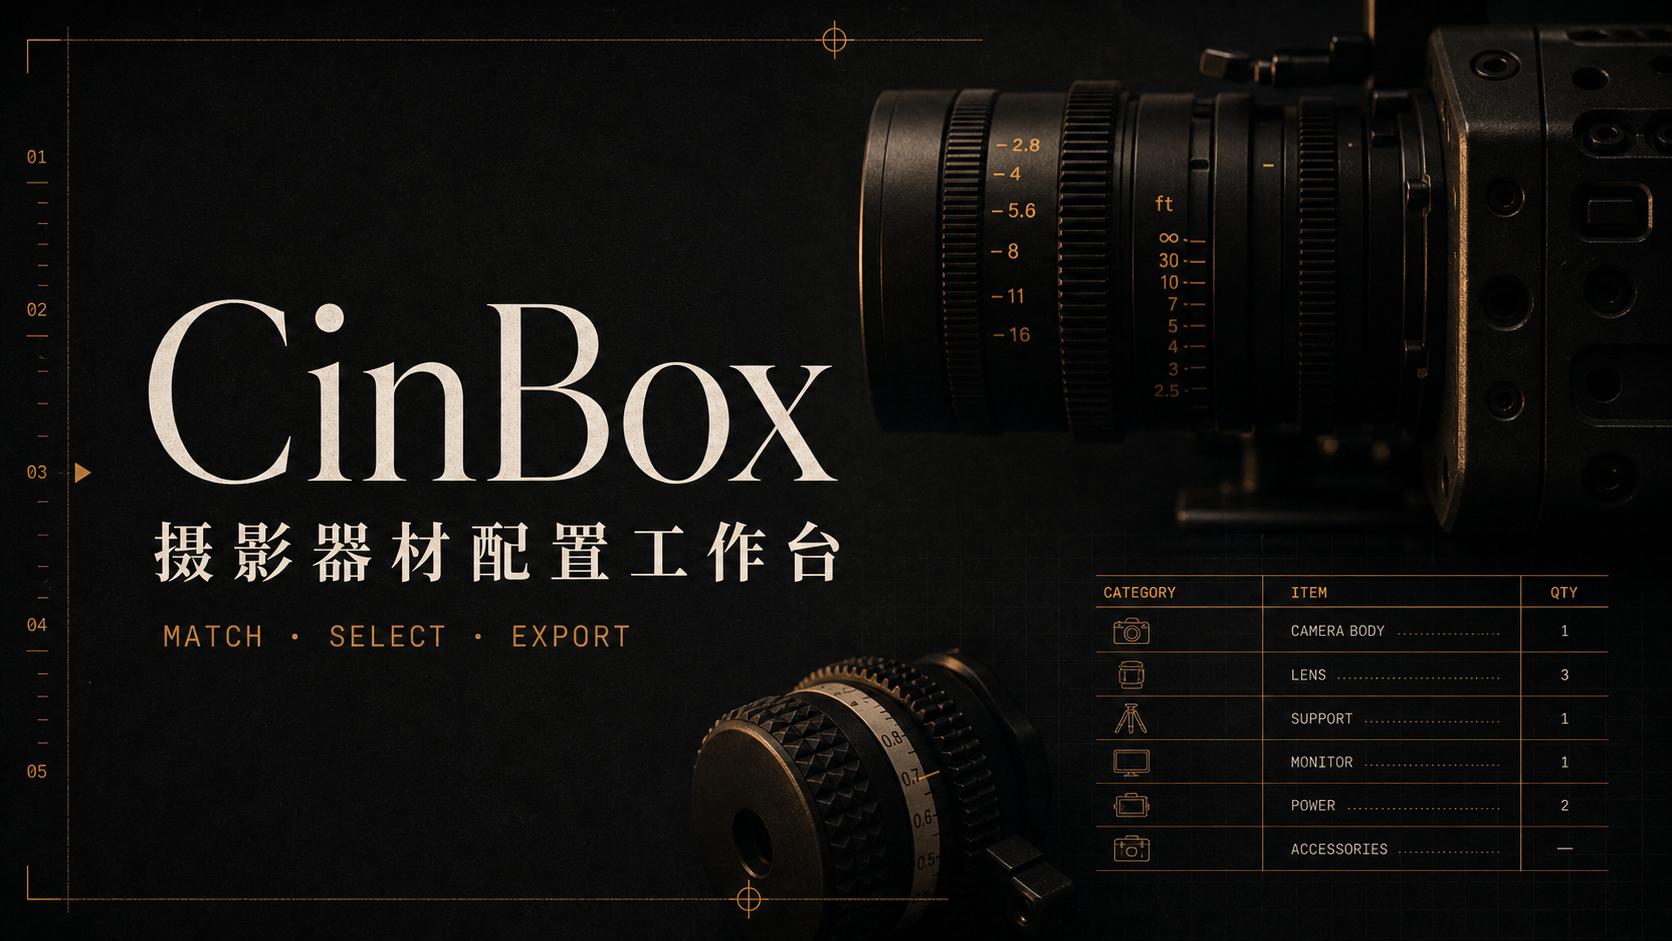 CinBox
摄影器材配置工作台
MATCH · SELECT · EXPORT
01
02
03
04
05
2.8
4
5.6
8
11
16
ft
∞
30
10
7
5
4
3
2.5
0.8
0.7
0.6
0.5
CATEGORY ITEM QTY
CAMERA BODY 1
LENS 3
SUPPORT 1
MONITOR 1
POWER 2
ACCESSORIES —